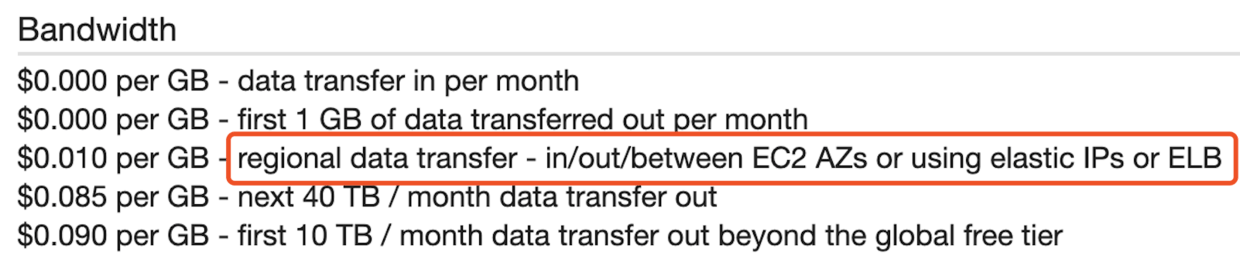 Bandwidth
$0.000 per GB - data transfer in per month
$0.000 per GB - first 1 GB of data transferred out per month
$0.010 per GB - regional data transfer - in/out/between EC2 AZs or using elastic IPs or ELB
$0.085 per GB - next 40 TB / month data transfer out
$0.090 per GB - first 10 TB / month data transfer out beyond the global free tier